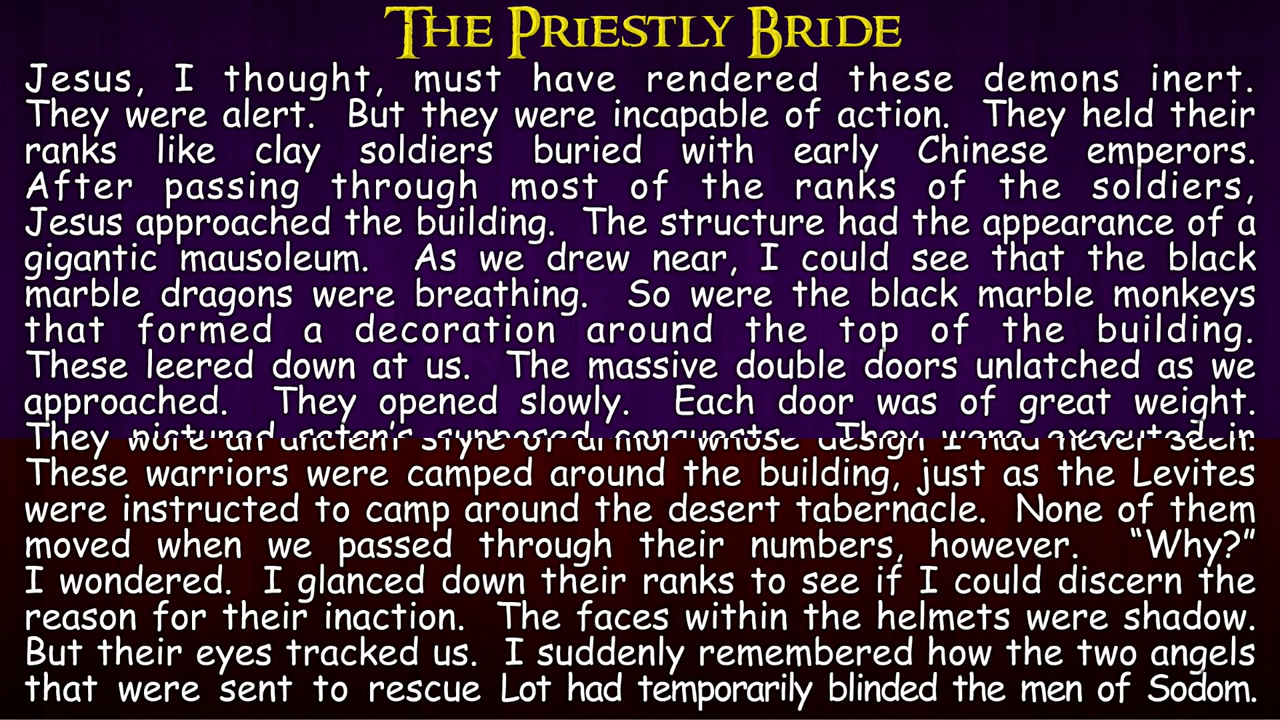 The Priestly Bride
Jesus, I thought, must have rendered these demons inert.
They were alert.  But they were incapable of action.  They held their
ranks like clay soldiers buried with early Chinese emperors.
After passing through most of the ranks of the soldiers,
Jesus approached the building.  The structure had the appearance of a
gigantic mausoleum.  As we drew near, I could see that the black
marble dragons were breathing.  So were the black marble monkeys
that formed a decoration around the top of the building.
These leered down at us.  The massive double doors unlatched as we
approached.  They opened slowly.  Each door was of great weight.
They
These warriors were camped around the building, just as the Levites
were instructed to camp around the desert tabernacle.  None of them
moved when we passed through their numbers, however.  “Why?”
I wondered.  I glanced down their ranks to see if I could discern the
reason for their inaction.  The faces within the helmets were shadow.
But their eyes tracked us.  I suddenly remembered how the two angels
that were sent to rescue Lot had temporarily blinded the men of Sodom.